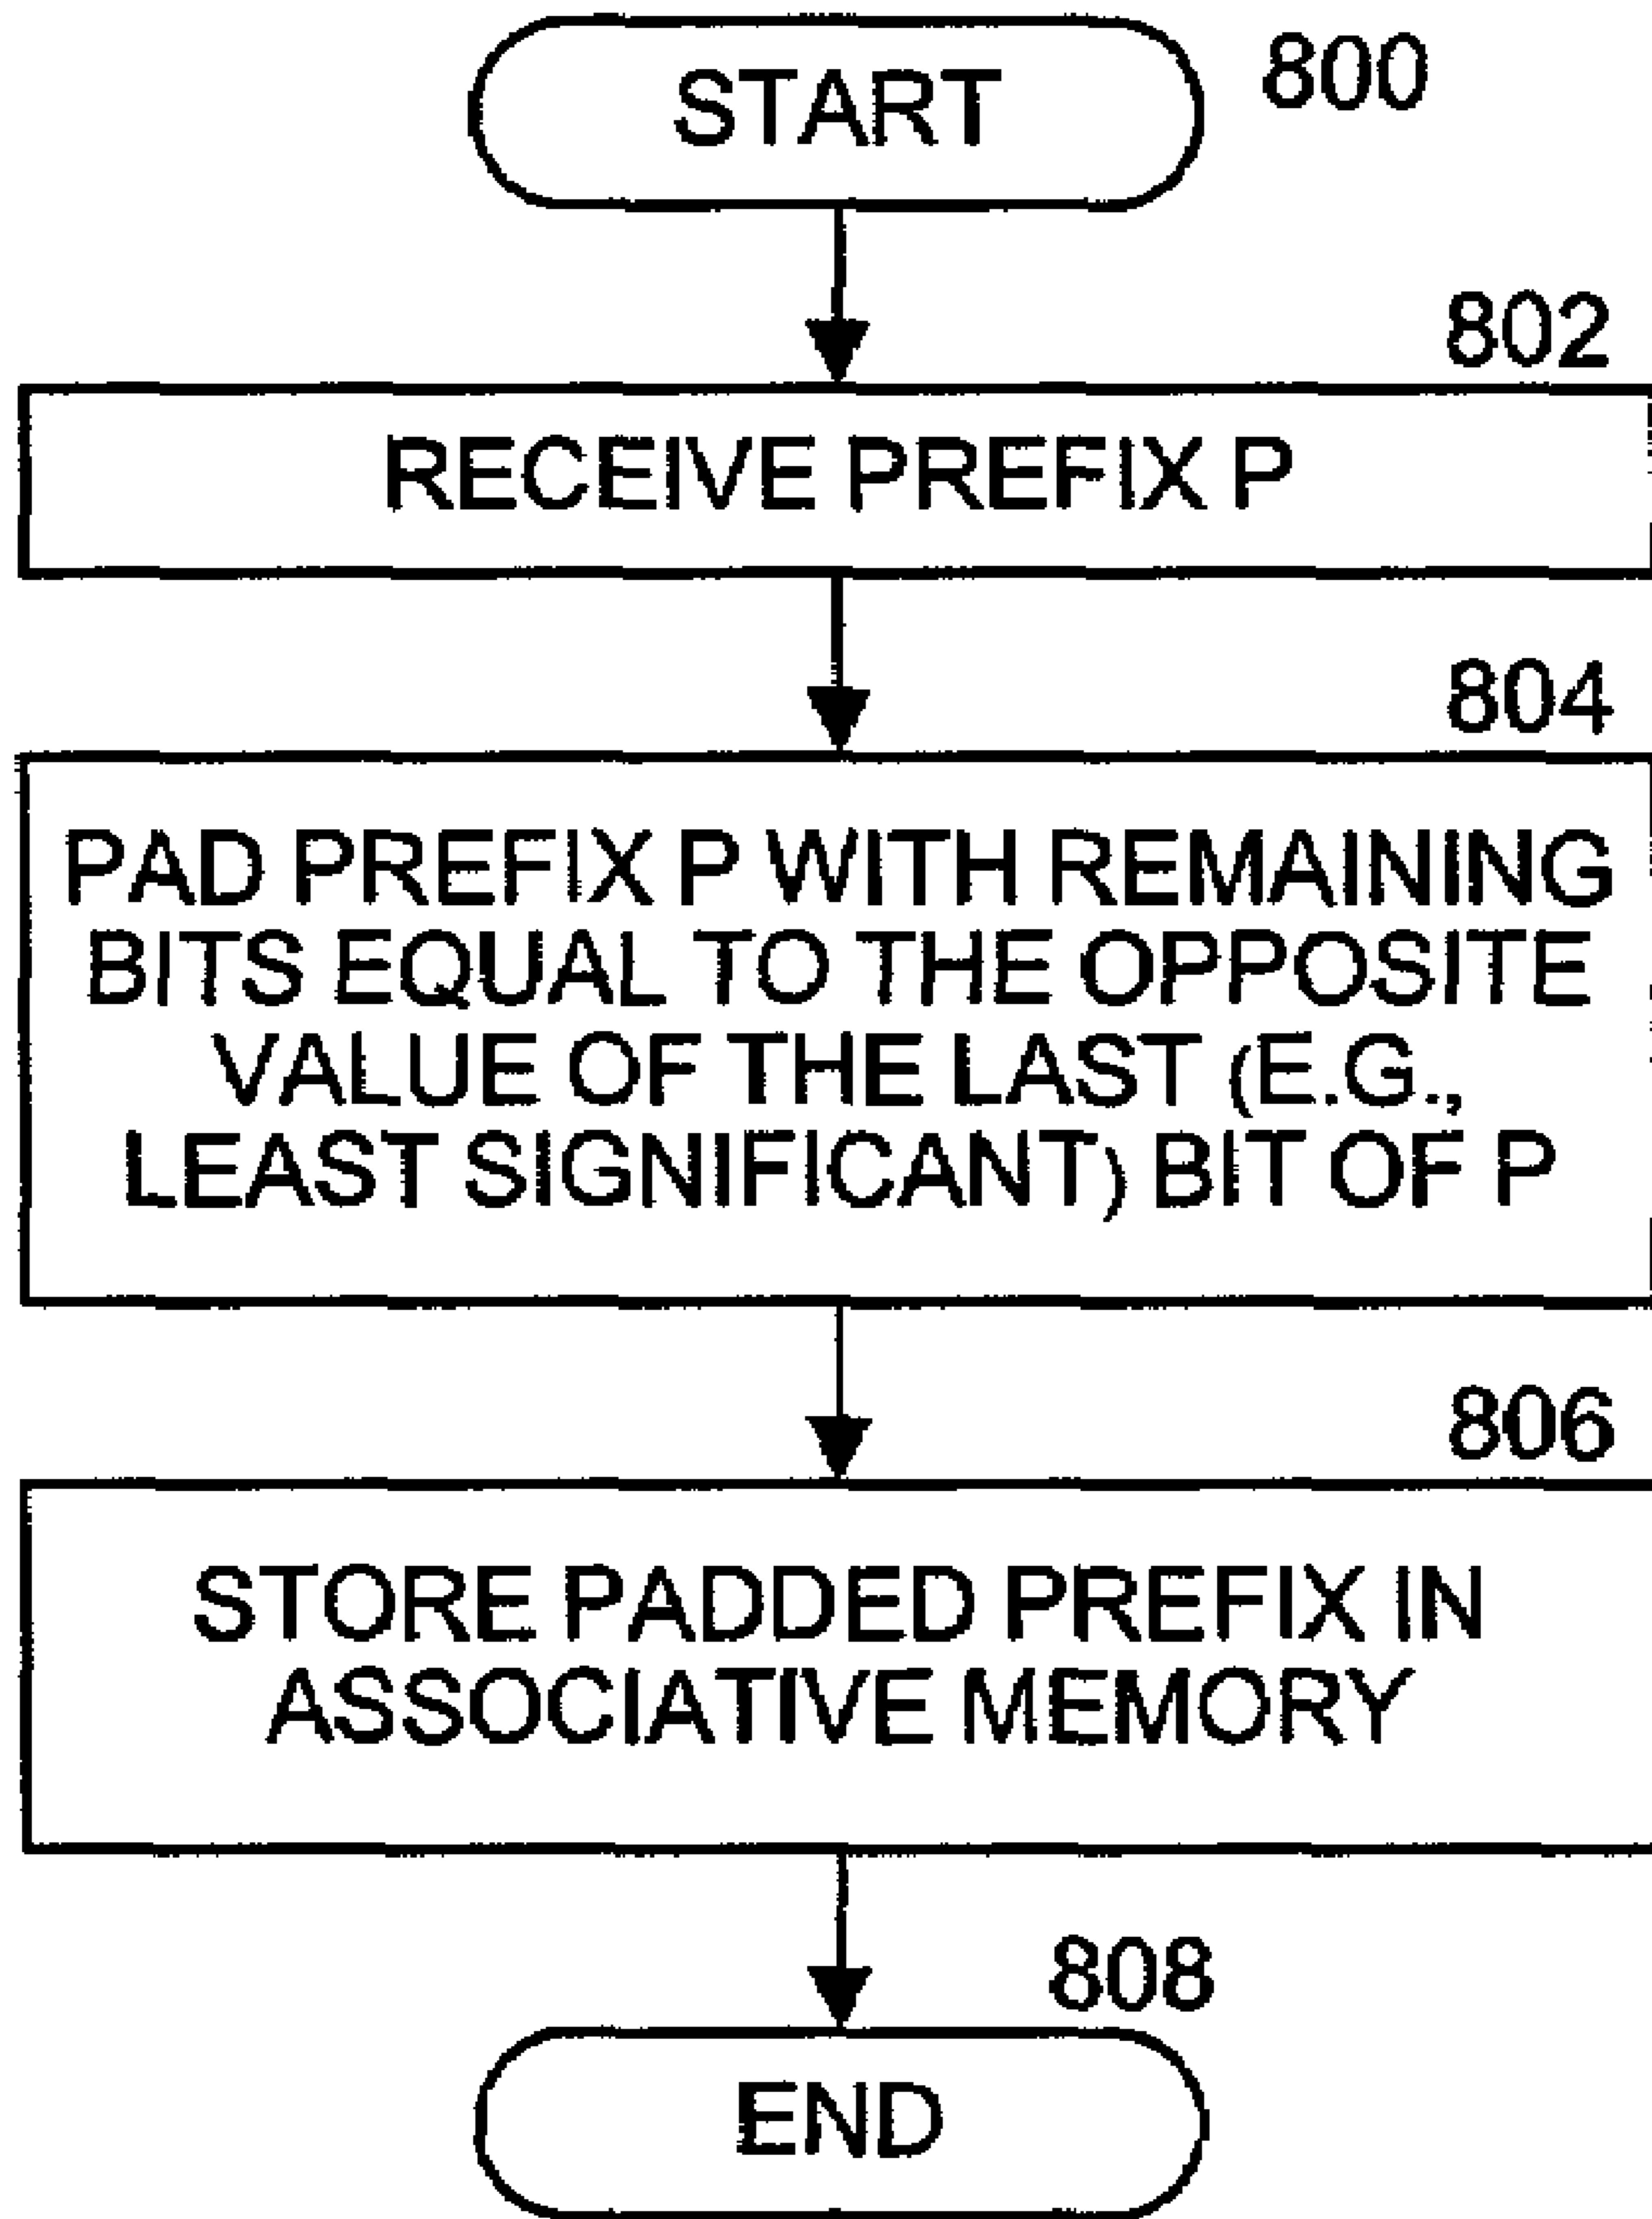 START
800
802
RECEIVE PREFIX P
804
PAD PREFIX P WITH REMAINING
BITS EQUAL TO THE OPPOSITE
VALUE OF THE LAST (E.G.,
LEAST SIGNIFICANT) BIT OF P
806
STORE PADDED PREFIX IN
ASSOCIATIVE MEMORY
808
END